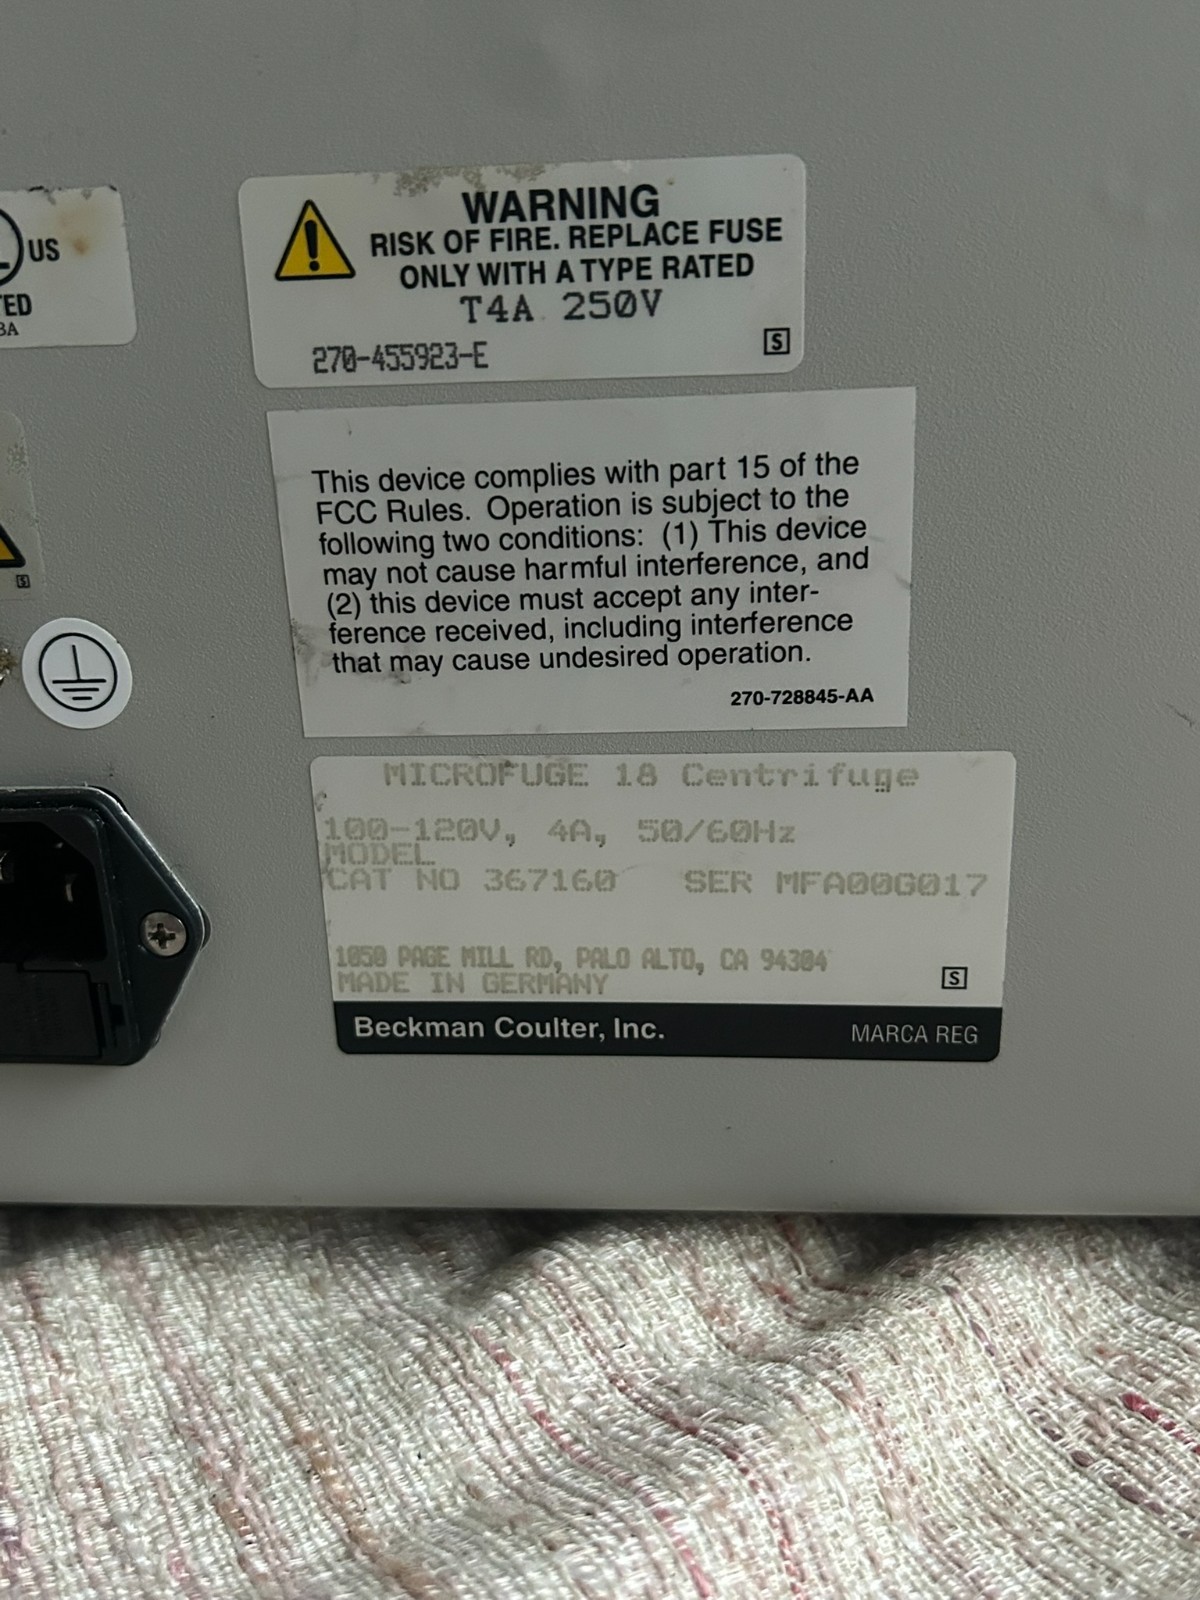 US
TED
3A
WARNING
RISK OF FIRE. REPLACE FUSE
ONLY WITH A TYPE RATED
T4A 250V
270-455923-E
S
This device complies with part 15 of the
FCC Rules. Operation is subject to the
following two conditions: (1) This device
may not cause harmful interference, and
(2) this device must accept any inter-
ference received, including interference
that may cause undesired operation.
270-728845-AA
S
MICROFUGE 18 Centrifuge
100-120V, 4A, 50/60Hz
MODEL
CAT NO 367160 SER MFA00G017
1050 PAGE MILL RD, PALO ALTO, CA 94304
MADE IN GERMANY
S
Beckman Coulter, Inc. MARCA REG